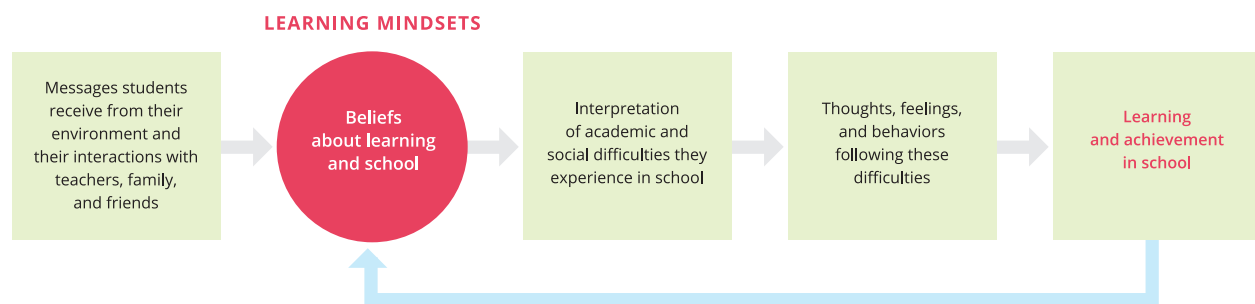 LEARNING MINDSETS
Messages students
receive from their
environment and
their interactions with
teachers, family,
and friends
Beliefs
about learning
and school
Interpretation
of academic and
social difficulties they
experience in school
Thoughts, feelings,
and behaviors
following these
difficulties
Learning
and achievement
in school